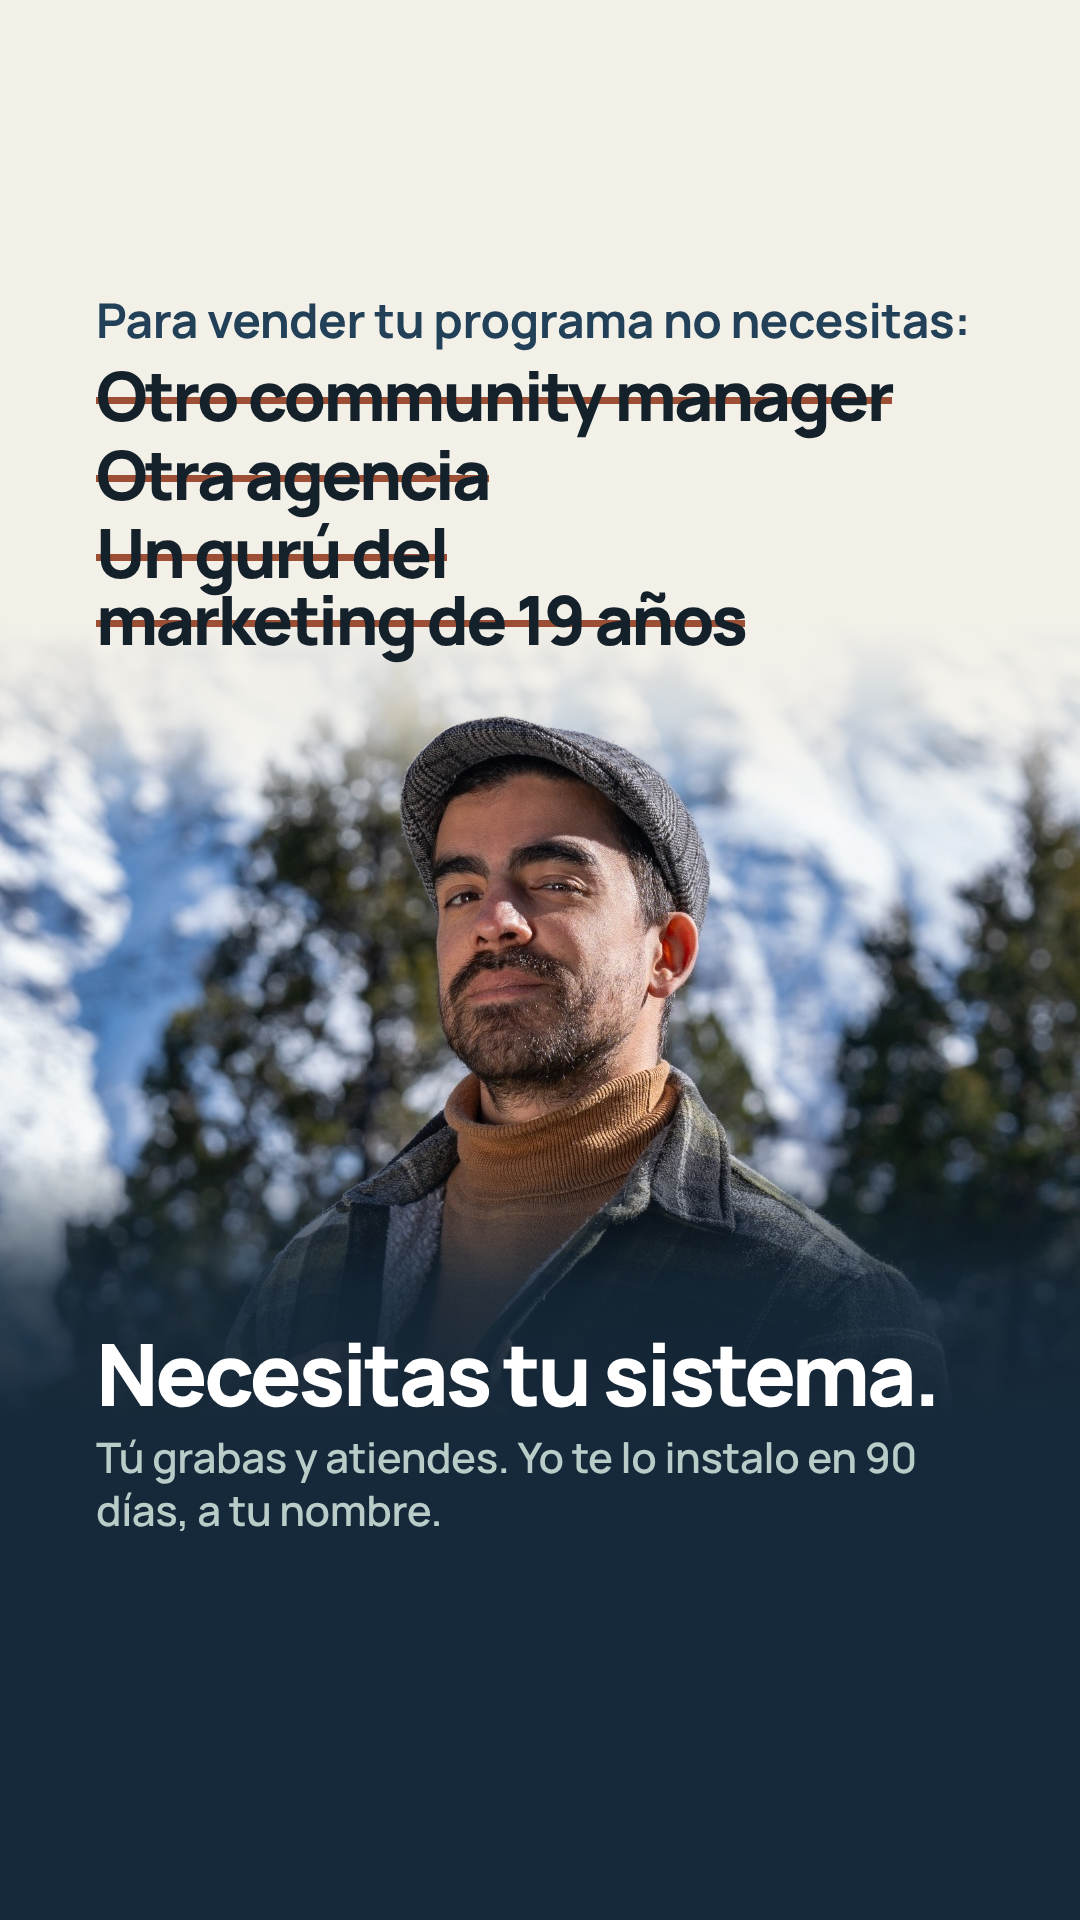 Para vender tu programa no necesitas:
Otro community manager
Otra agencia
Un gurú del
marketing de 19 años
Necesitas tu sistema.
Tú grabas y atiendes. Yo te lo instalo en 90
días, a tu nombre.